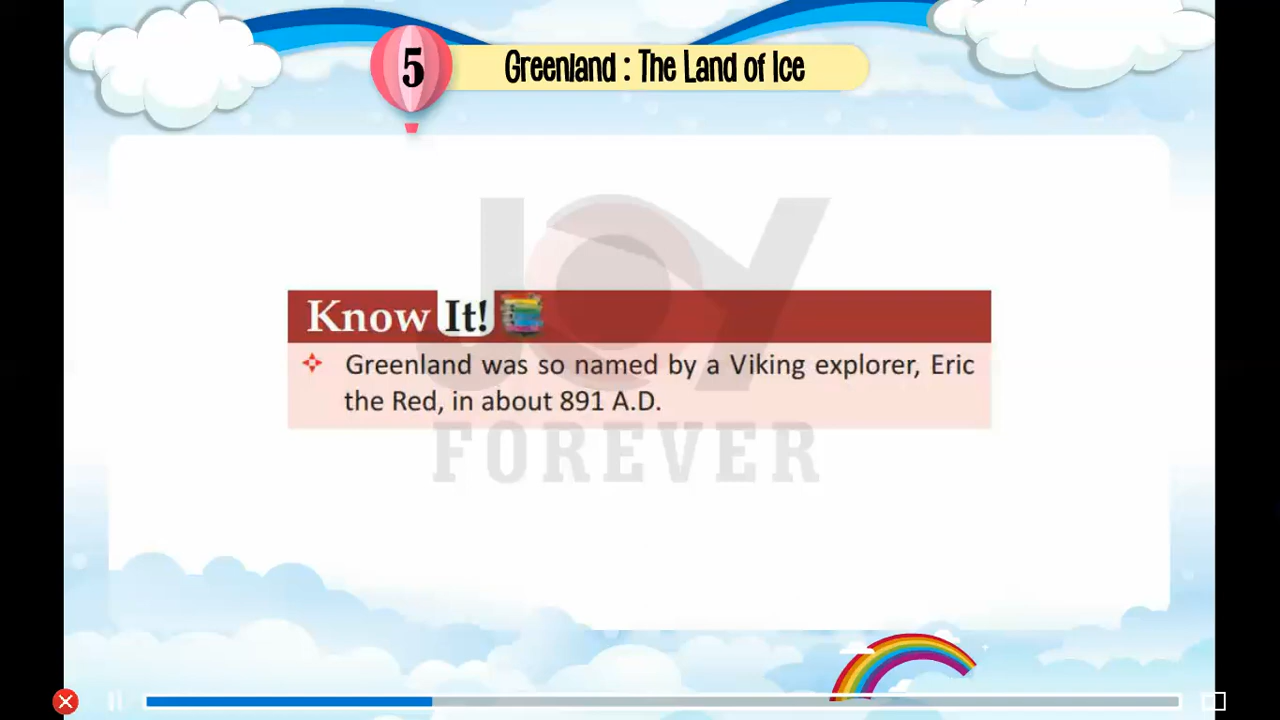 5
Greenland : The Land of Ice
JOY
FOREVER
Know It!
Greenland was so named by a Viking explorer, Eric
the Red, in about 891 A.D.